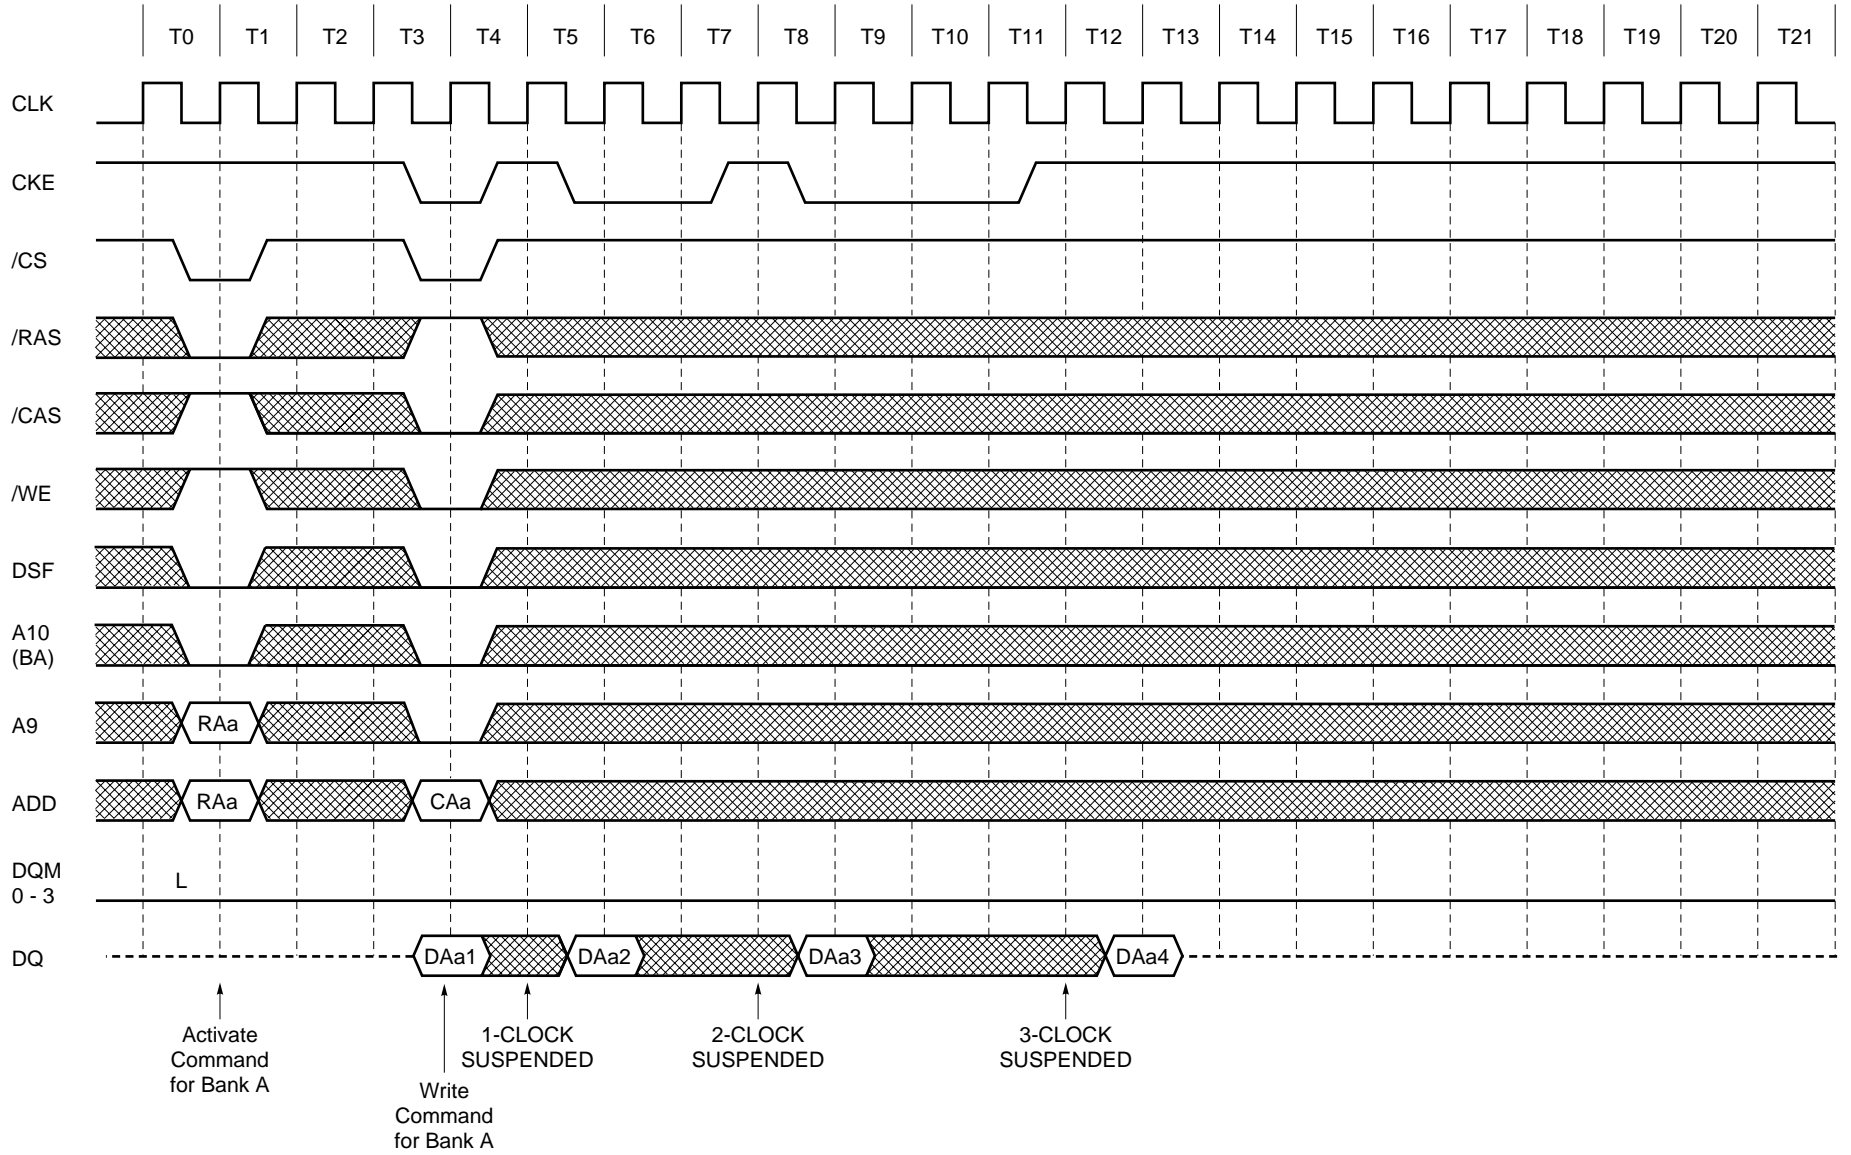 T0 T1 T2 T3 T4 T5 T6 T7 T8 T9 T10 T11 T12 T13 T14 T15 T16 T17 T18 T19 T20 T21
CLK
CKE
/CS
/RAS
/CAS
/WE
DSF
A10
(BA)
A9 RAa
ADD RAa CAa
DQM
0 - 3
L
DQ DAa1 DAa2 DAa3 DAa4
Activate
Command
for Bank A
Write
Command
for Bank A
1-CLOCK
SUSPENDED
2-CLOCK
SUSPENDED
3-CLOCK
SUSPENDED